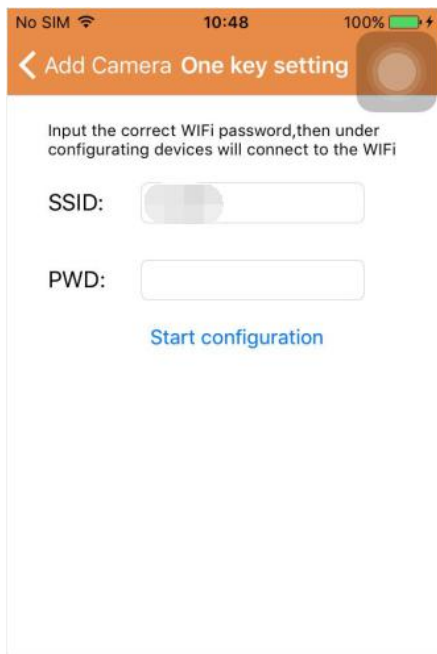 No SIM 10:48 100%
Add Camera One key setting
Input the correct WIFi password,then under
configurating devices will connect to the WIFi
SSID:
PWD:
Start configuration